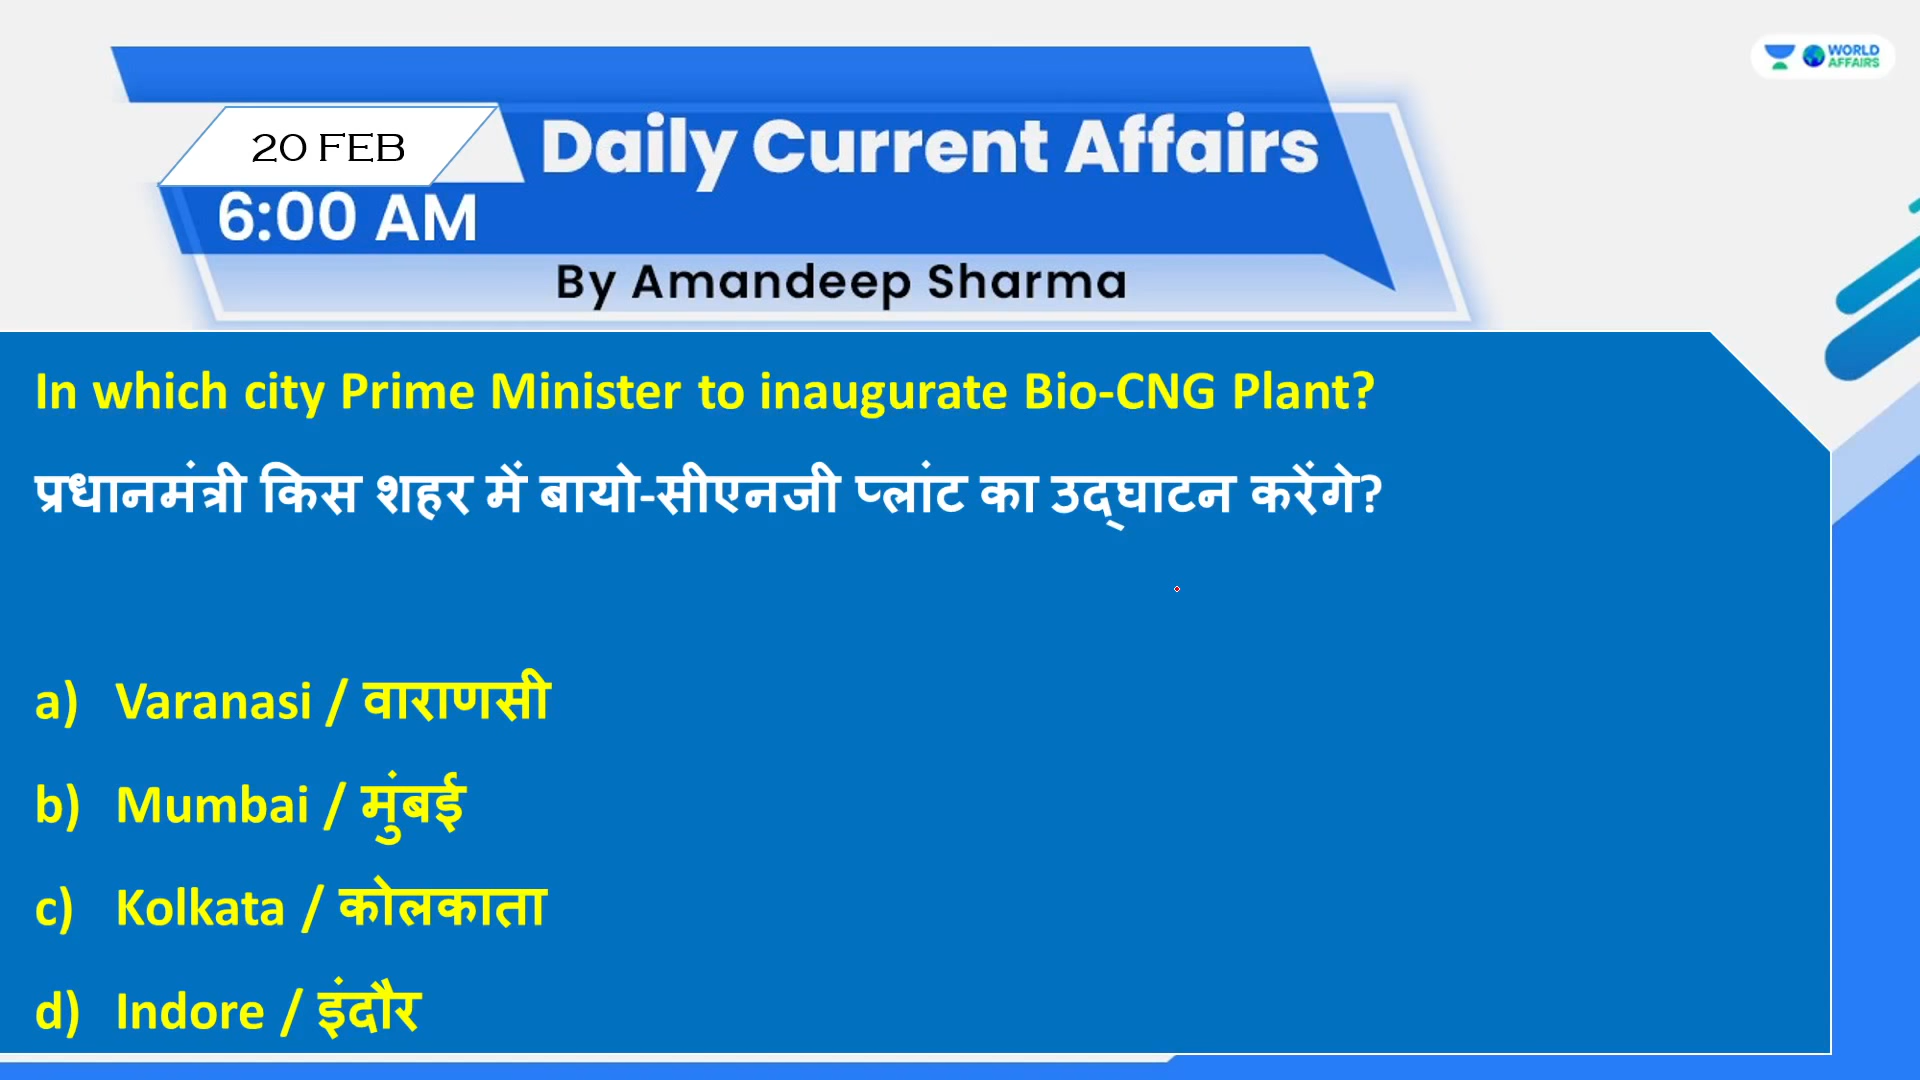 WORLD
AFFAIRS
20 FEB
Daily Current Affairs
6:00 AM
By Amandeep Sharma
In which city Prime Minister to inaugurate Bio-CNG Plant?
प्रधानमंत्री किस शहर में बायो-सीएनजी प्लांट का उद्घाटन करेंगे?
a) Varanasi / वाराणसी
b) Mumbai / मुंबई
c) Kolkata / कोलकाता
d) Indore / इंदौर